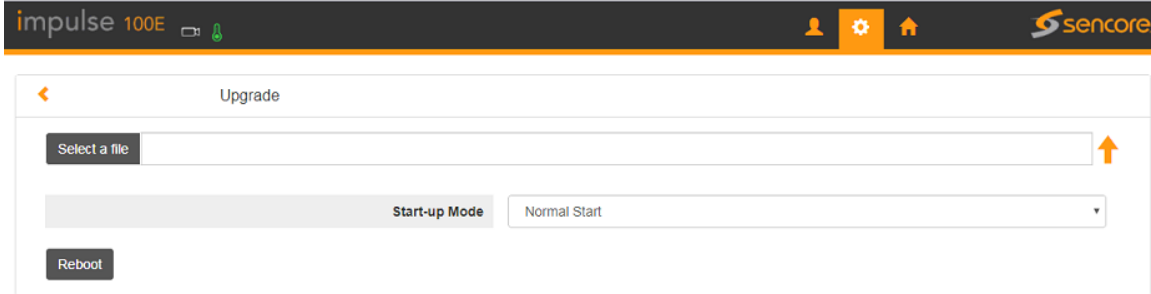 impulse 100E
sencore
Upgrade
Select a file
Start-up Mode Normal Start
Reboot